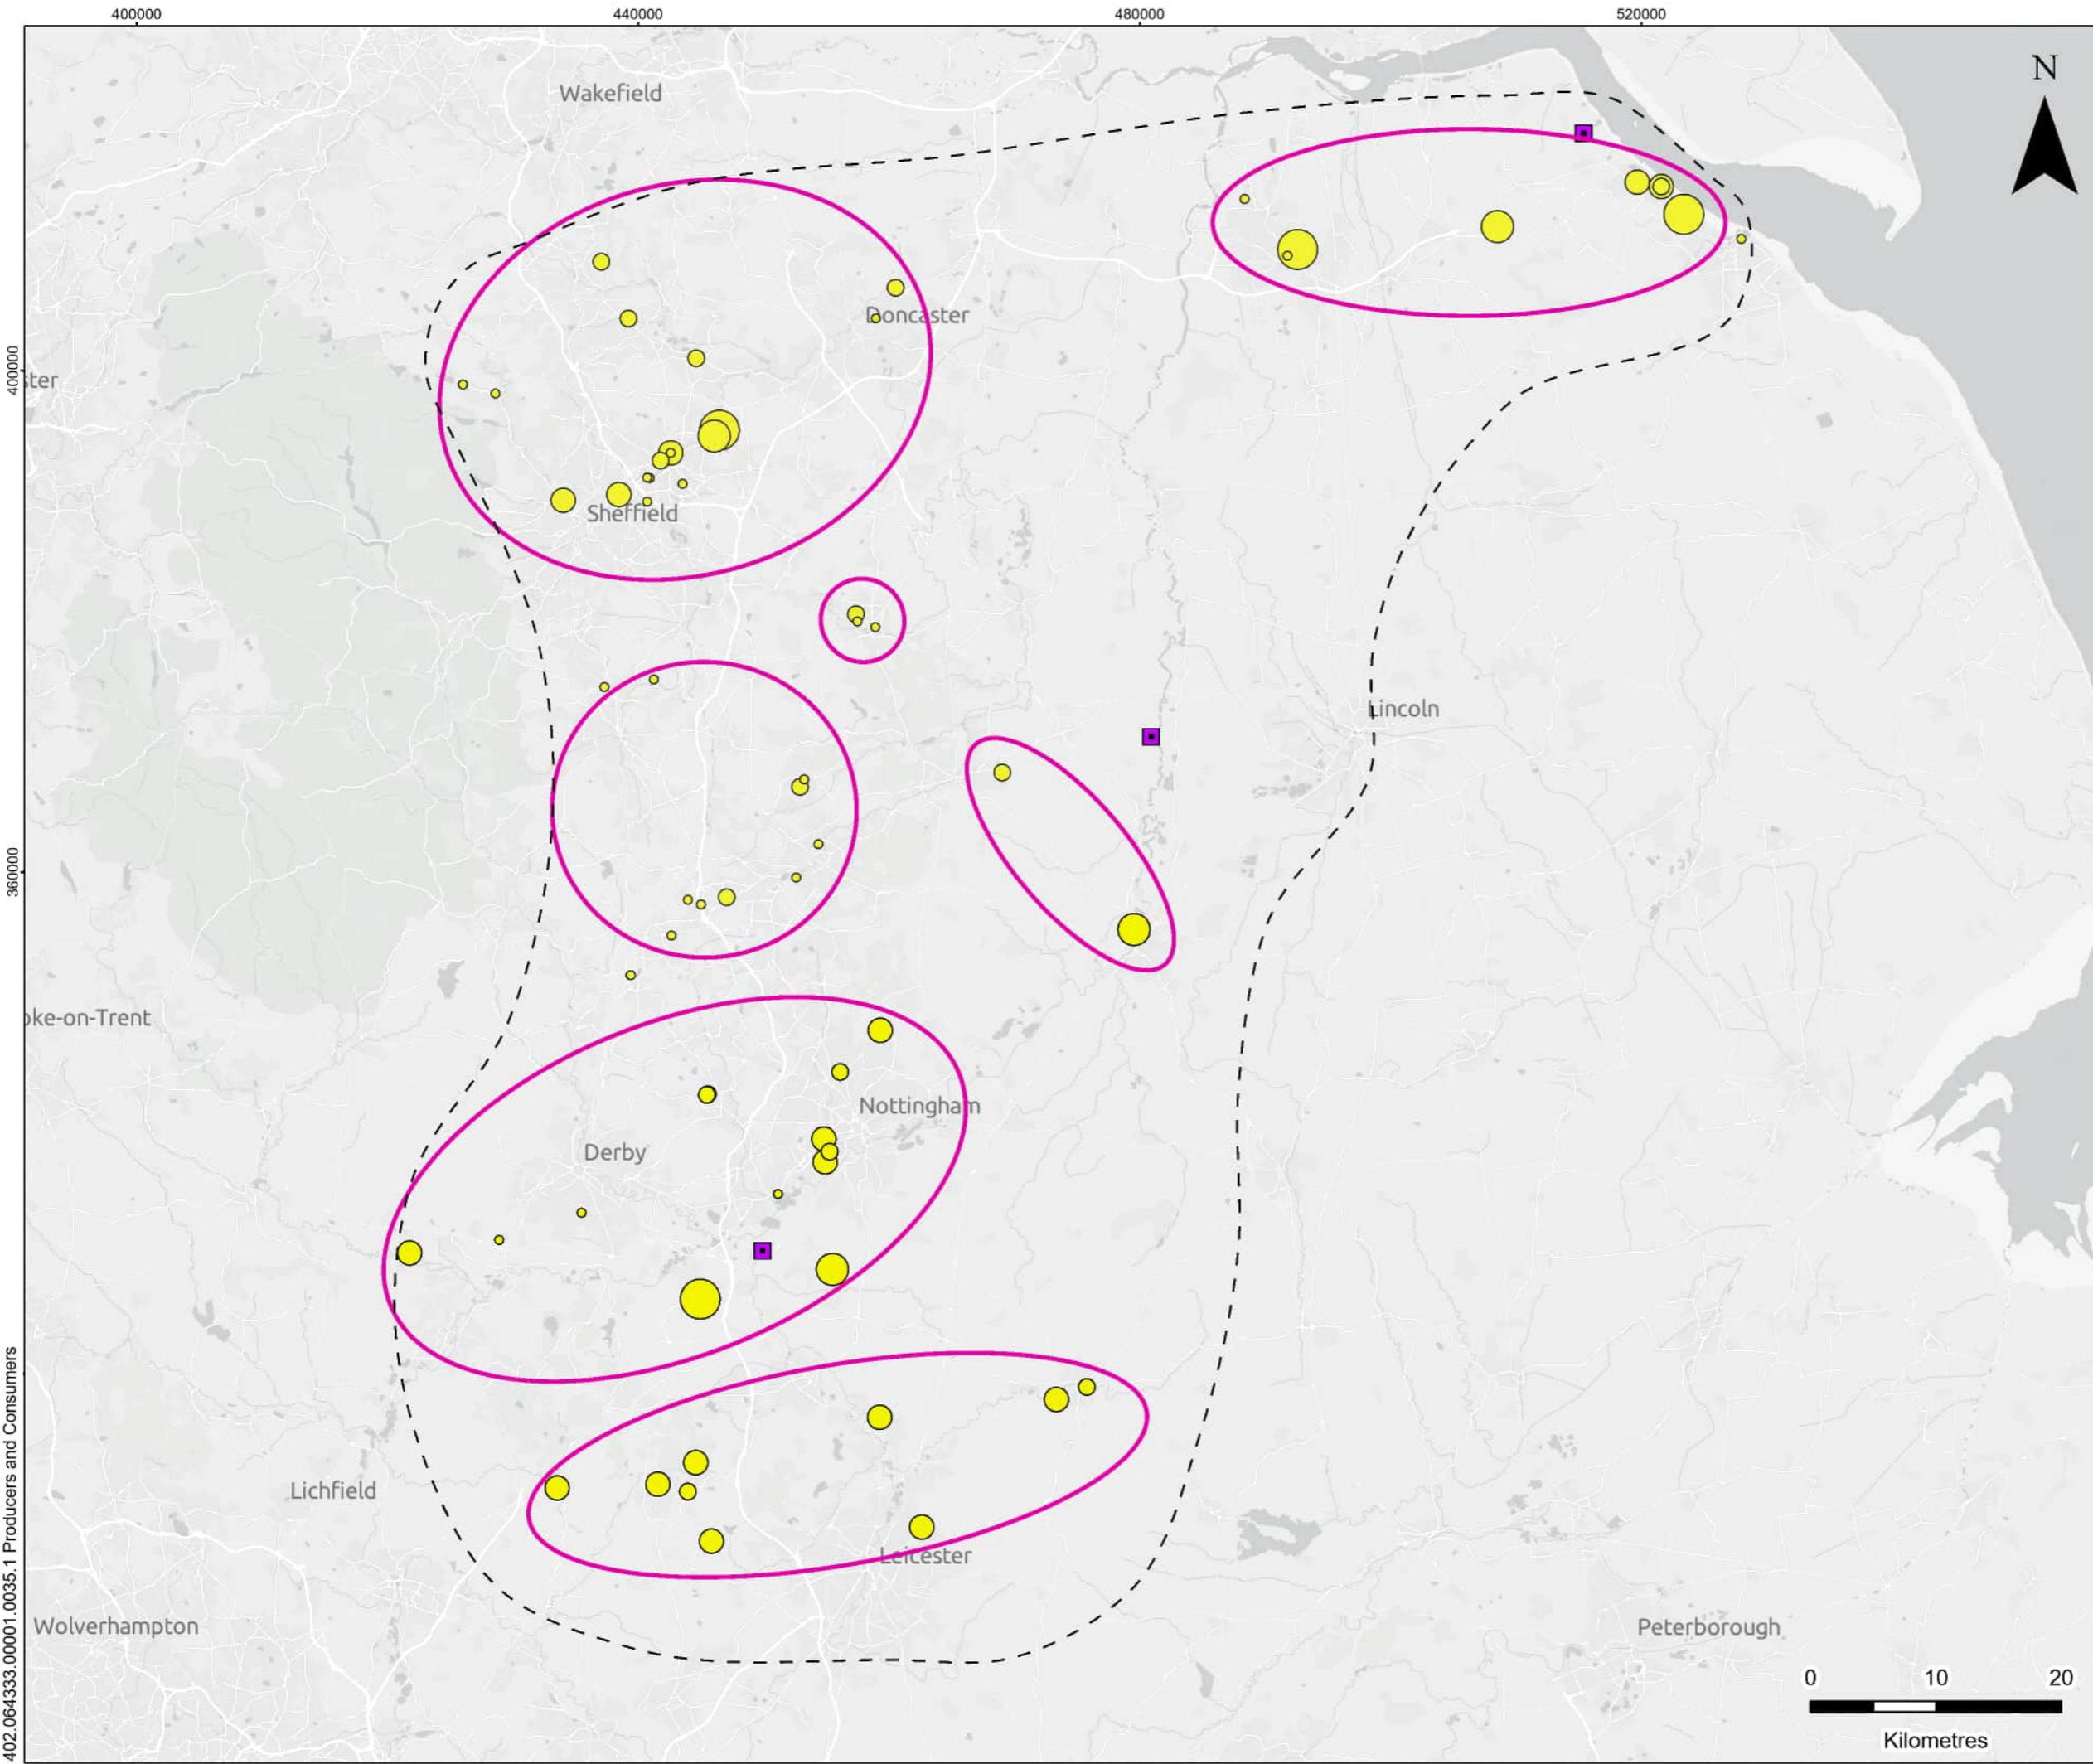 400000 440000 480000 520000
N
Wakefield
400000
Doncaster
ster
Sheffield
Lincoln
360000
oke-on-Trent
Nottingham
Derby
402.064333.00001.0035.1 Producers and Consumers
Lichfield
Leicester
Wolverhampton
Peterborough
0 10 20
Kilometres